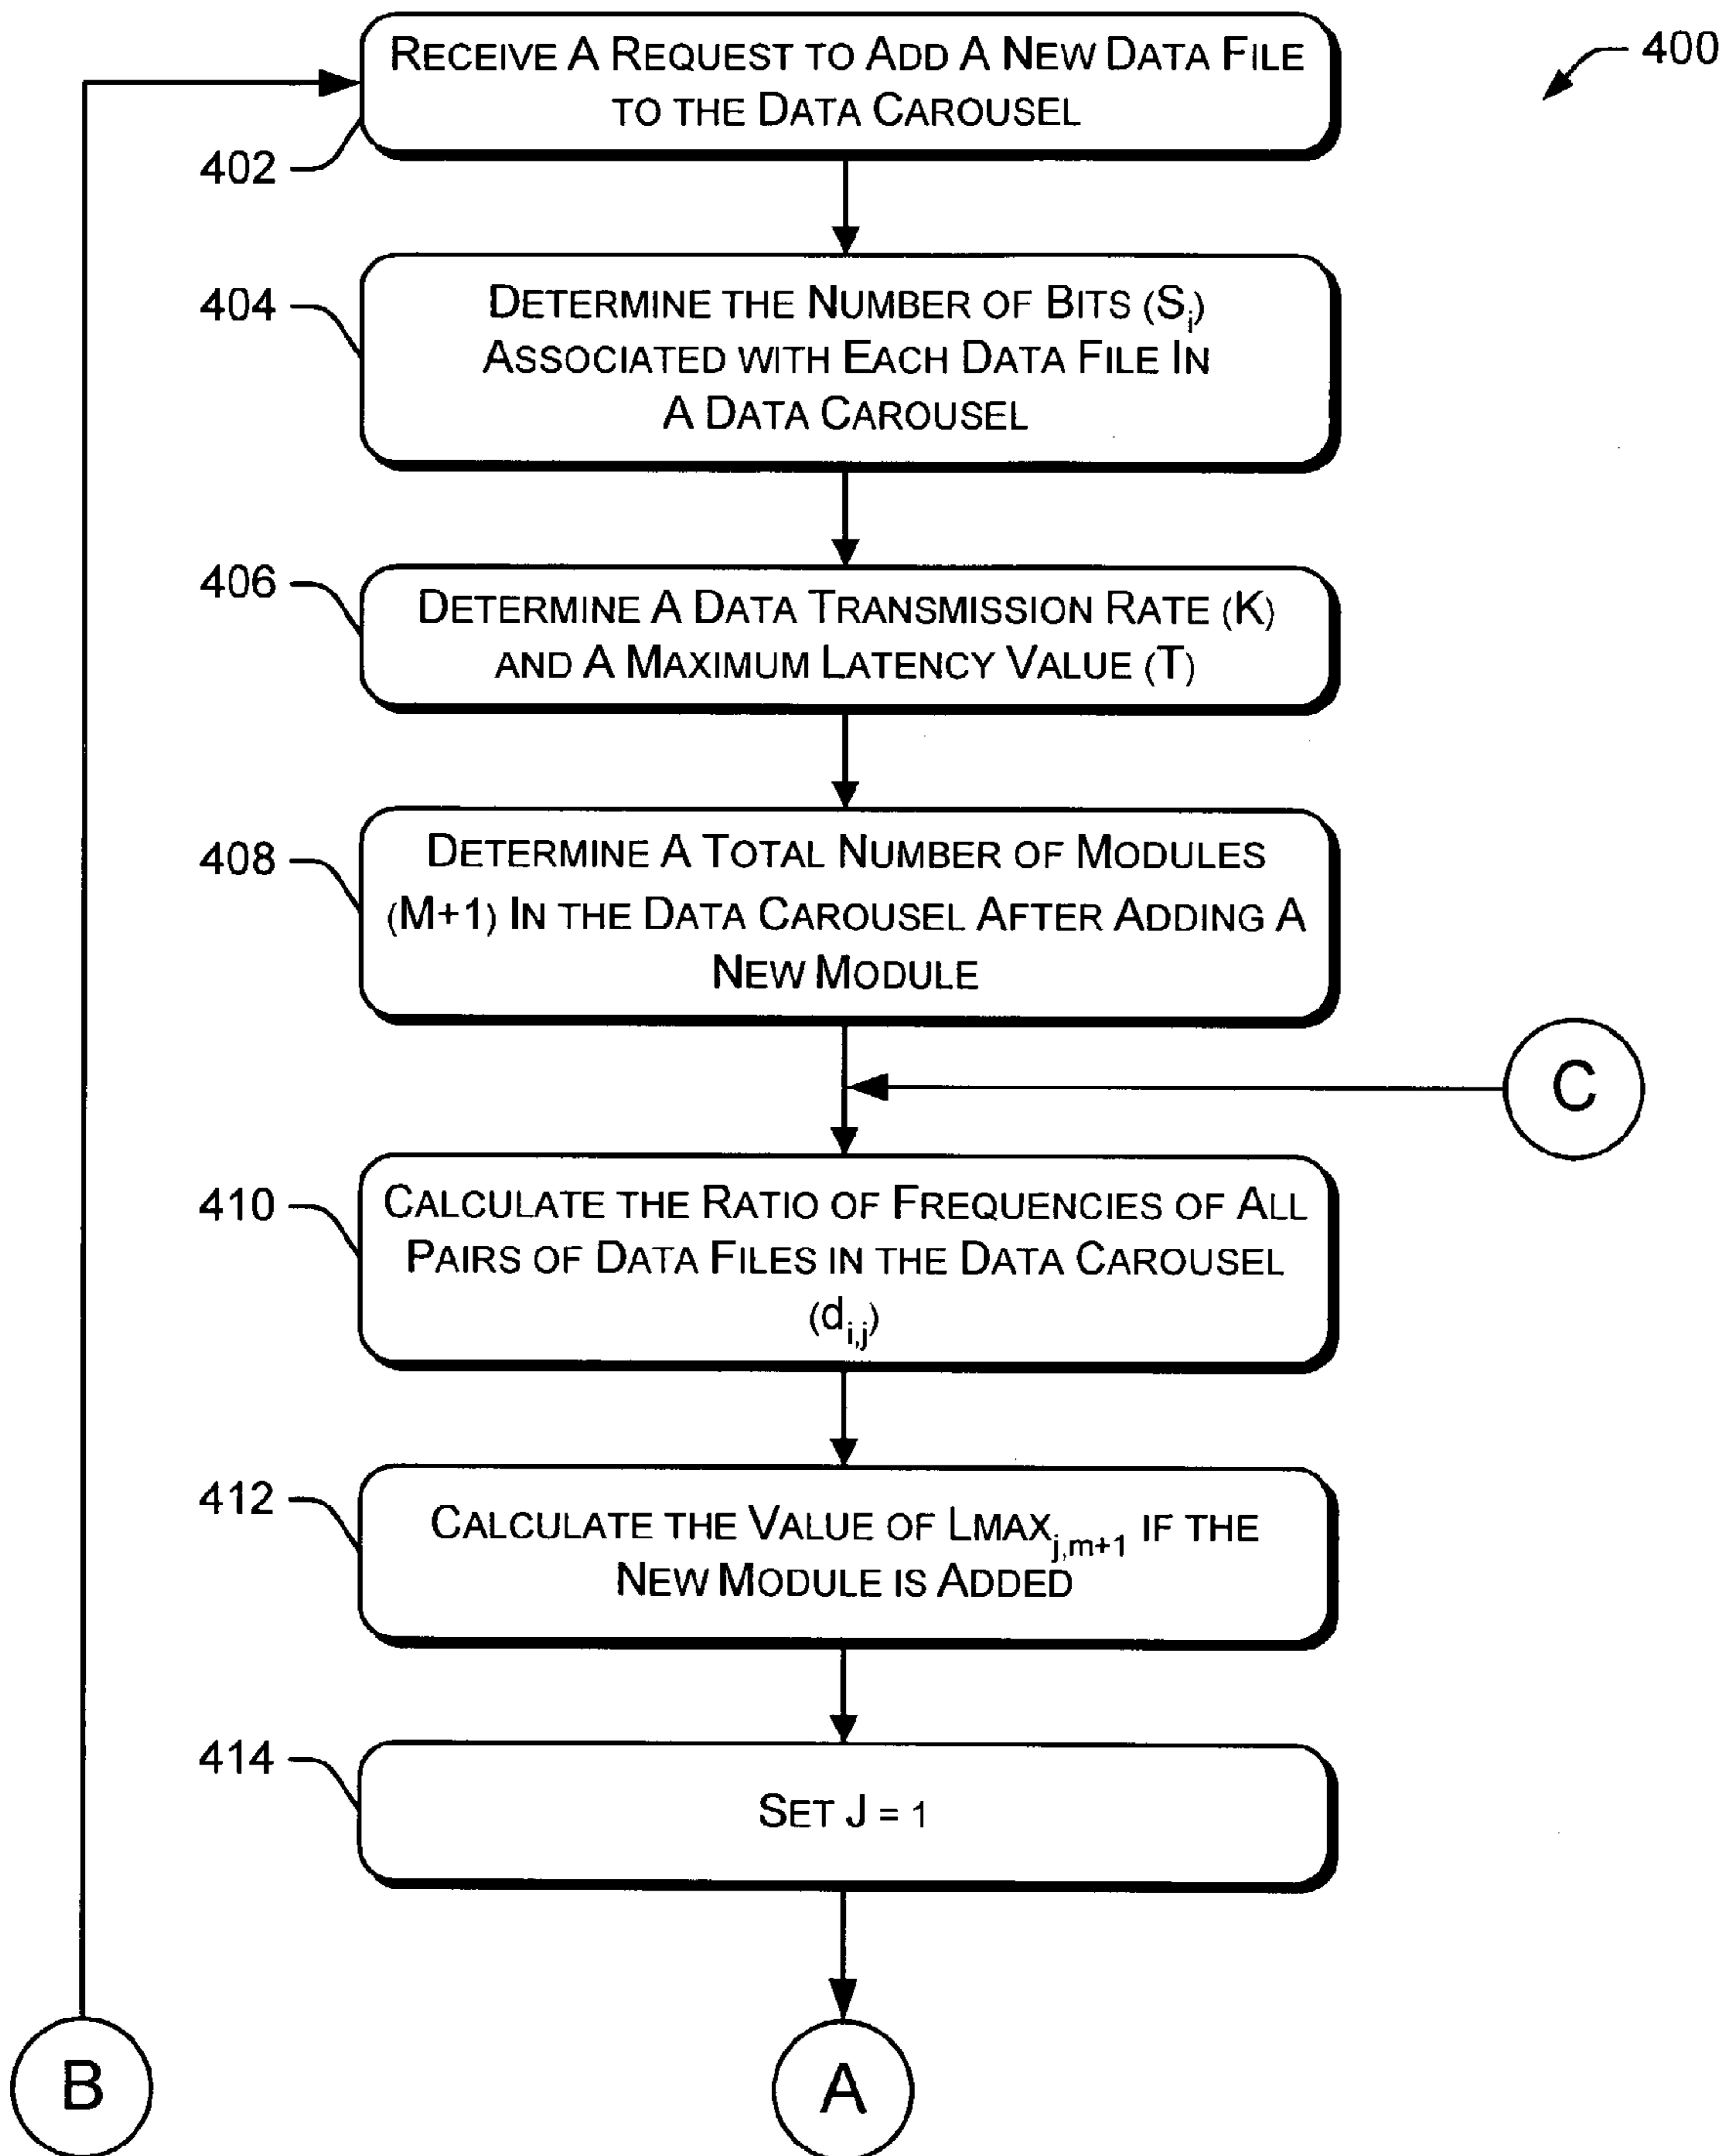 RECEIVE A REQUEST TO ADD A NEW DATA FILE
TO THE DATA CAROUSEL
400
402
404
DETERMINE THE NUMBER OF BITS (Si)
ASSOCIATED WITH EACH DATA FILE IN
A DATA CAROUSEL
406
DETERMINE A DATA TRANSMISSION RATE (K)
AND A MAXIMUM LATENCY VALUE (T)
408
DETERMINE A TOTAL NUMBER OF MODULES
(M+1) IN THE DATA CAROUSEL AFTER ADDING A
NEW MODULE
C
410
CALCULATE THE RATIO OF FREQUENCIES OF ALL
PAIRS OF DATA FILES IN THE DATA CAROUSEL
(di,j)
412
CALCULATE THE VALUE OF LMAXj,m+1 IF THE
NEW MODULE IS ADDED
414
SET J = 1
B
A